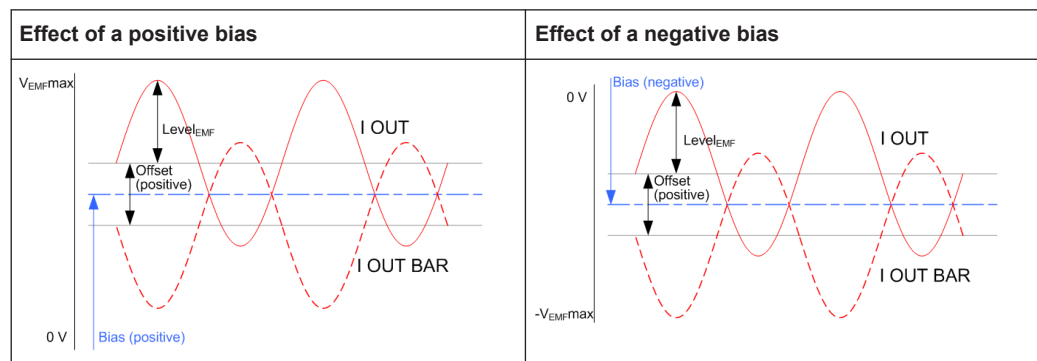 Effect of a positive bias
Effect of a negative bias
VEMFmax
LevelEMF
I OUT
Offset
(positive)
I OUT BAR
0 V
Bias (positive)
Bias (negative)
0 V
LevelEMF
I OUT
Offset
(positive)
I OUT BAR
-VEMFmax